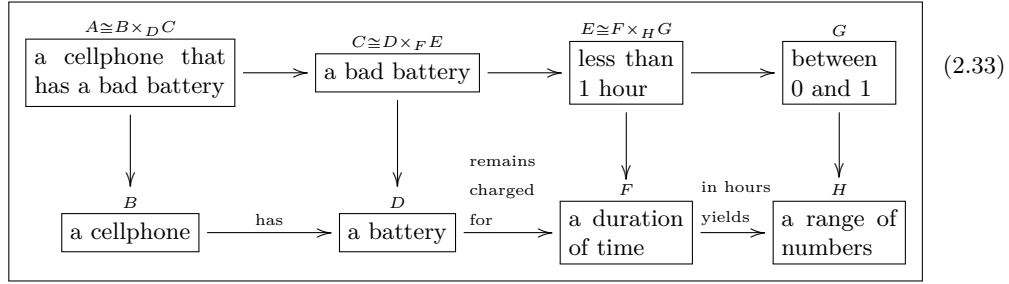 A≅B×_D C
a cellphone that
has a bad battery
C≅D×_F E
a bad battery
E≅F×_H G
less than
1 hour
G
between
0 and 1
(2.33)
B
a cellphone
has
D
a battery
remains
charged
for
F
a duration
of time
in hours
yields
H
a range of
numbers